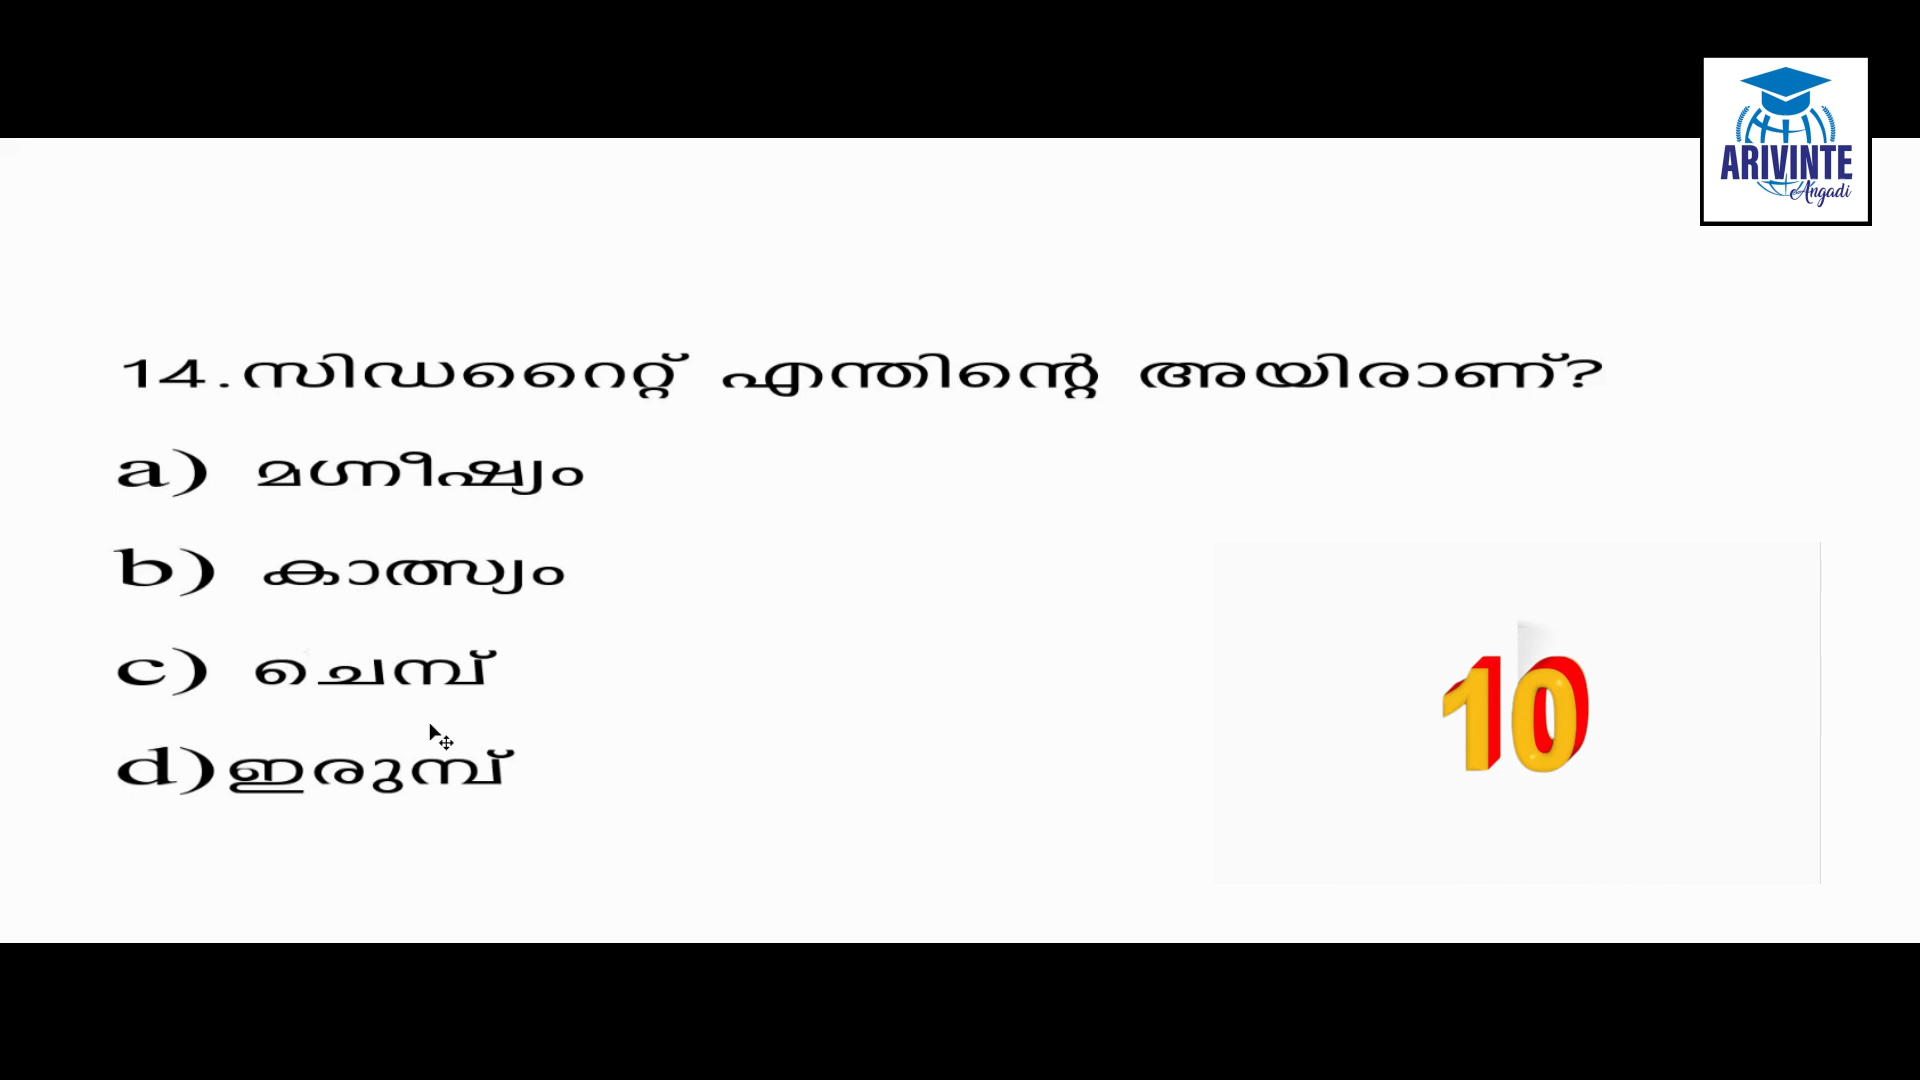 ARIVINTE
Angadi
14.സിഡറൈറ്റ് എന്തിന്റെ അയിരാണ്?
a) മഗ്നീഷ്യം
b) കാത്സ്യം
c) ചെമ്പ്
d)ഇരുമ്പ്
10